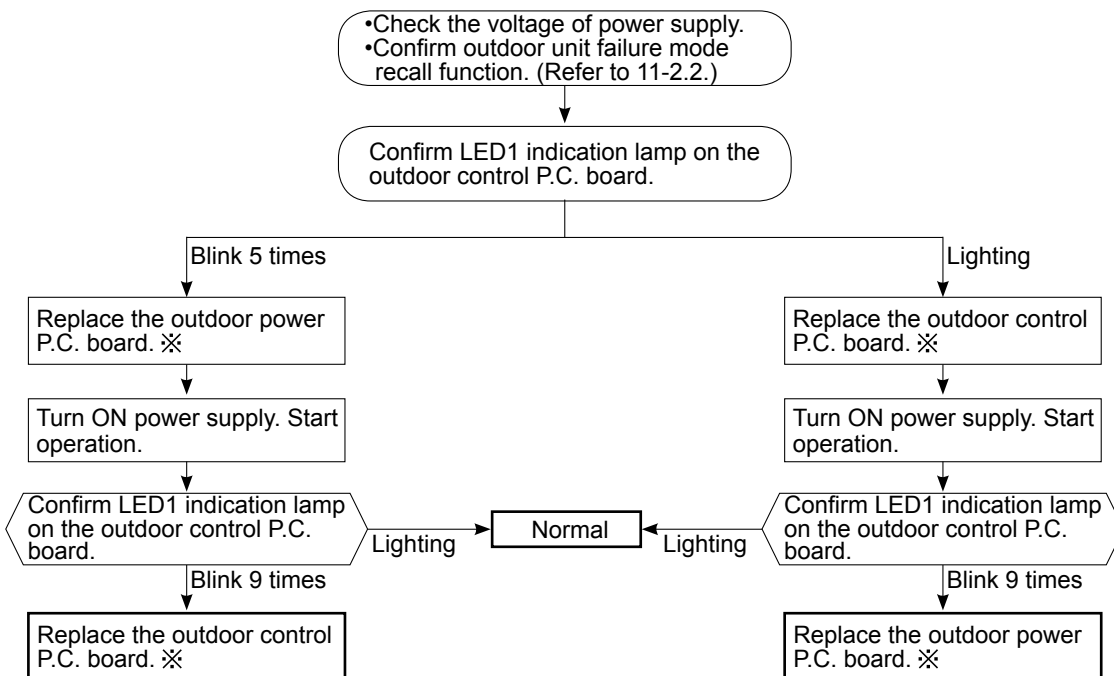 •Check the voltage of power supply.
•Confirm outdoor unit failure mode
recall function. (Refer to 11-2.2.)
Confirm LED1 indication lamp on the
outdoor control P.C. board.
Blink 5 times
Lighting
Replace the outdoor power
P.C. board. ※
Replace the outdoor control
P.C. board. ※
Turn ON power supply. Start
operation.
Turn ON power supply. Start
operation.
Confirm LED1 indication lamp
on the outdoor control P.C.
board.
Lighting
Normal
Lighting
Confirm LED1 indication lamp
on the outdoor control P.C.
board.
Blink 9 times
Blink 9 times
Replace the outdoor control
P.C. board. ※
Replace the outdoor power
P.C. board. ※